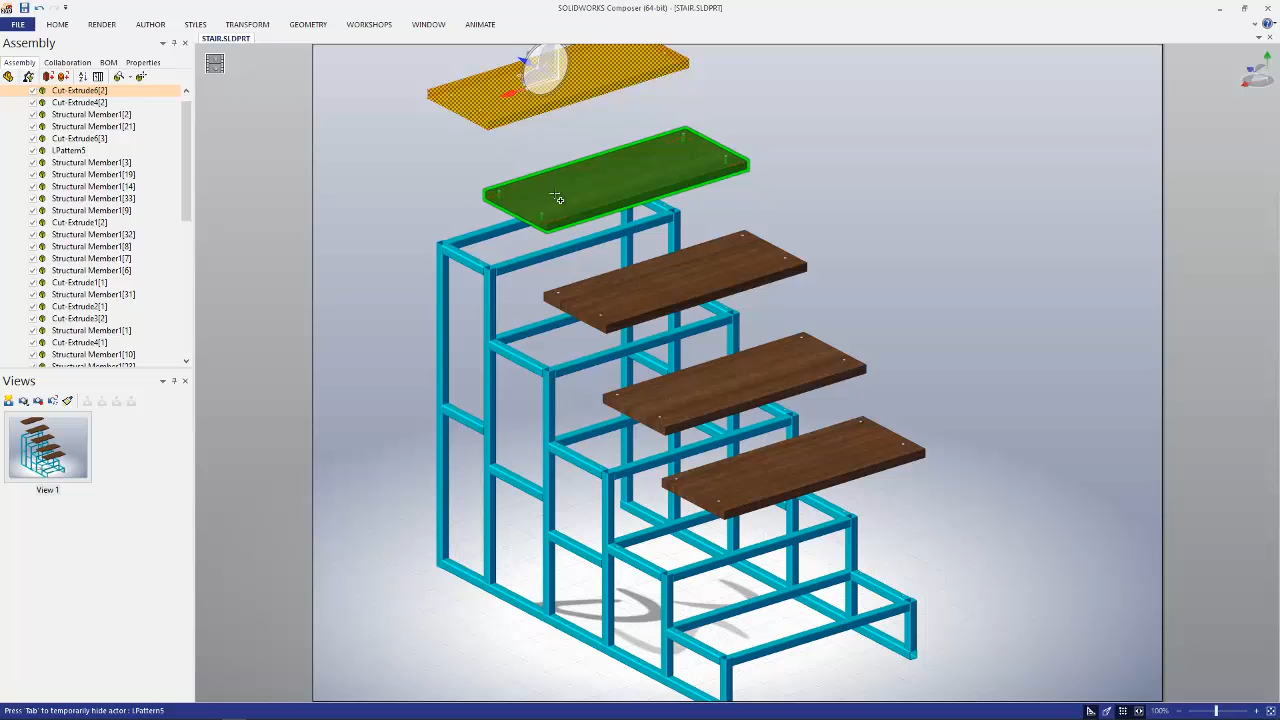 SOLIDWORKS Composer (64-bit) - [STAIR.SLDPRT]
FILE HOME RENDER AUTHOR STYLES TRANSFORM GEOMETRY WORKSHOPS WINDOW ANIMATE
Assembly
STAIR.SLDPRT
Assembly Collaboration BOM Properties
Cut-Extrude6[2]
Cut-Extrude4[2]
Structural Member1[2]
Structural Member1[21]
Cut-Extrude6[3]
LPattern5
Structural Member1[3]
Structural Member1[19]
Structural Member1[14]
Structural Member1[33]
Structural Member1[9]
Cut-Extrude1[2]
Structural Member1[32]
Structural Member1[8]
Structural Member1[7]
Structural Member1[6]
Cut-Extrude1[1]
Structural Member1[31]
Cut-Extrude2[1]
Cut-Extrude3[2]
Structural Member1[1]
Cut-Extrude4[1]
Structural Member1[10]
Views
View 1
Press 'Tab' to temporarily hide actor : LPattern5
100%